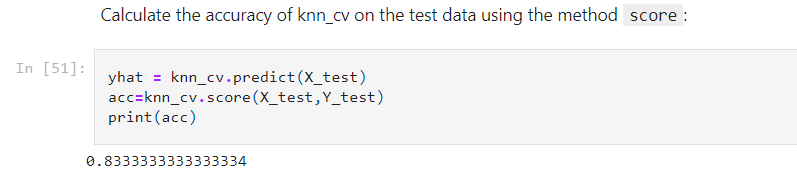 Calculate the accuracy of knn_cv on the test data using the method score :
In [51]:
yhat = knn_cv.predict(X_test)
acc=knn_cv.score(X_test,Y_test)
print(acc)
0.8333333333333334